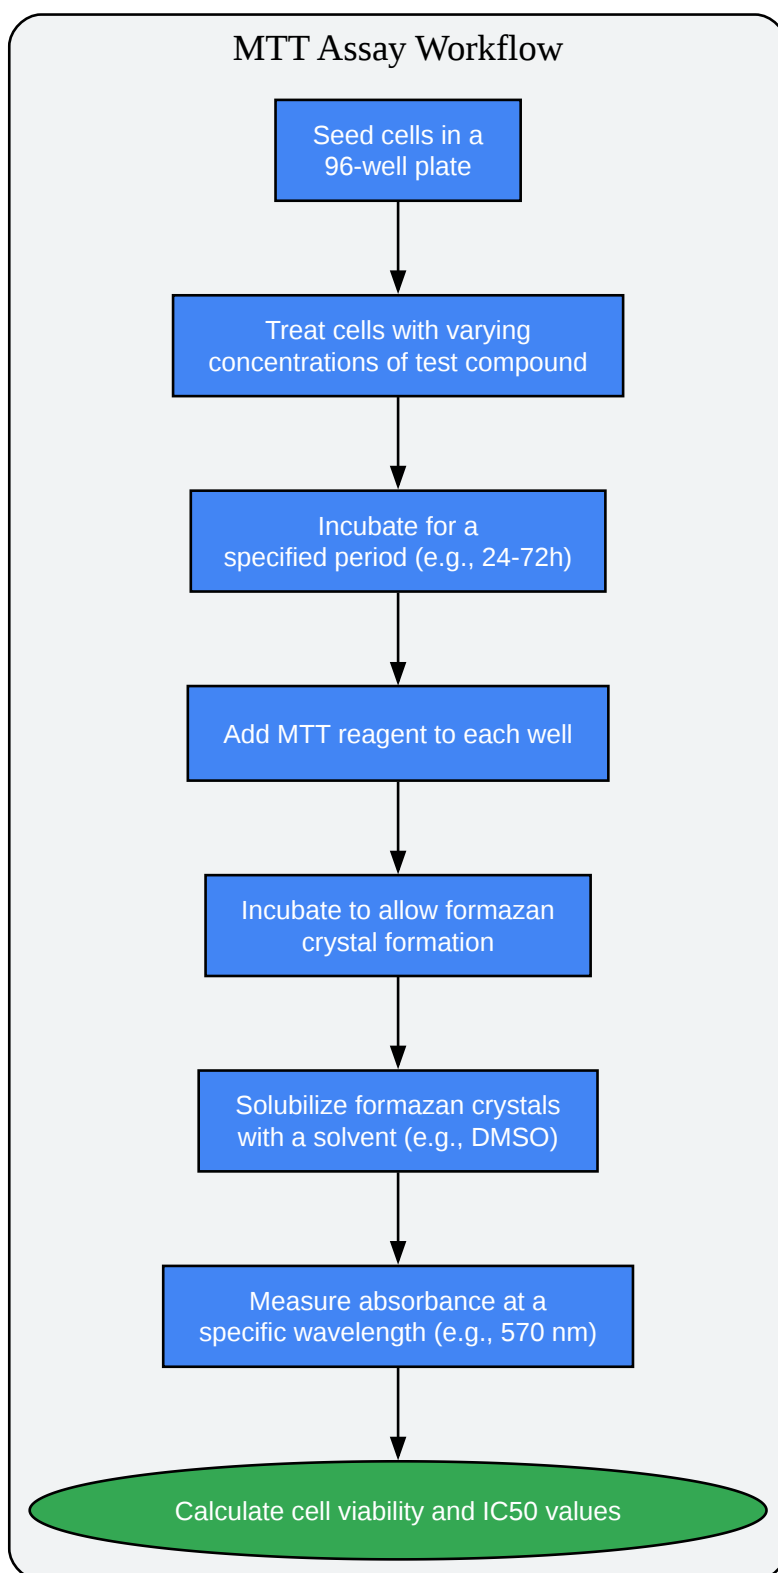 MTT Assay Workflow
Seed cells in a
96-well plate
Treat cells with varying
concentrations of test compound
Incubate for a
specified period (e.g., 24-72h)
Add MTT reagent to each well
Incubate to allow formazan
crystal formation
Solubilize formazan crystals
with a solvent (e.g., DMSO)
Measure absorbance at a
specific wavelength (e.g., 570 nm)
Calculate cell viability and IC50 values